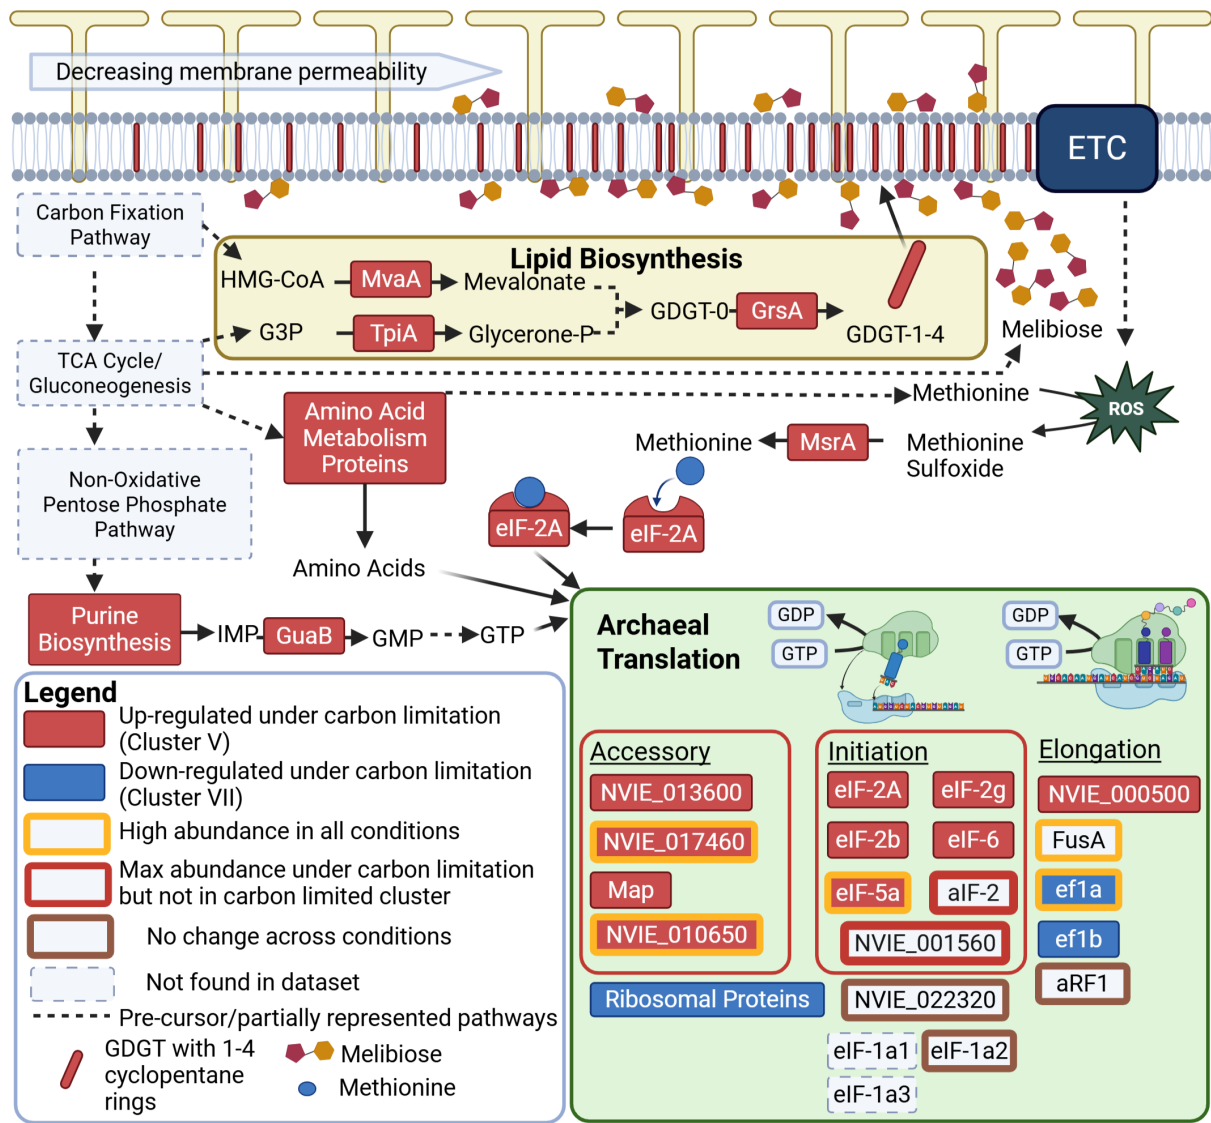 Decreasing membrane permeability
ETC
Carbon Fixation
Pathway
Lipid Biosynthesis
HMG-CoA
MvaA
Mevalonate
GDGT-0
GrsA
G3P
TpiA
Glycerone-P
GDGT-1-4
Melibiose
TCA Cycle/
Gluconeogenesis
Amino Acid
Metabolism
Proteins
Methionine
ROS
Methionine
MsrA
Methionine
Sulfoxide
Non-Oxidative
Pentose Phosphate
Pathway
eIF-2A
eIF-2A
Amino Acids
Purine
Biosynthesis
IMP
GuaB
GMP
GTP
Archaeal
Translation
GDP
GTP
GDP
GTP
Legend
Up-regulated under carbon limitation
(Cluster V)
Down-regulated under carbon limitation
(Cluster VII)
High abundance in all conditions
Max abundance under carbon limitation
but not in carbon limited cluster
No change across conditions
Not found in dataset
Pre-cursor/partially represented pathways
GDGT with 1-4
cyclopentane
rings
Melibiose
Methionine
Accessory
NVIE_013600
NVIE_017460
Map
NVIE_010650
Ribosomal Proteins
Initiation
eIF-2A
eIF-2g
eIF-2b
eIF-6
eIF-5a
aIF-2
NVIE_001560
NVIE_022320
eIF-1a1
eIF-1a2
eIF-1a3
Elongation
NVIE_000500
FusA
ef1a
ef1b
aRF1